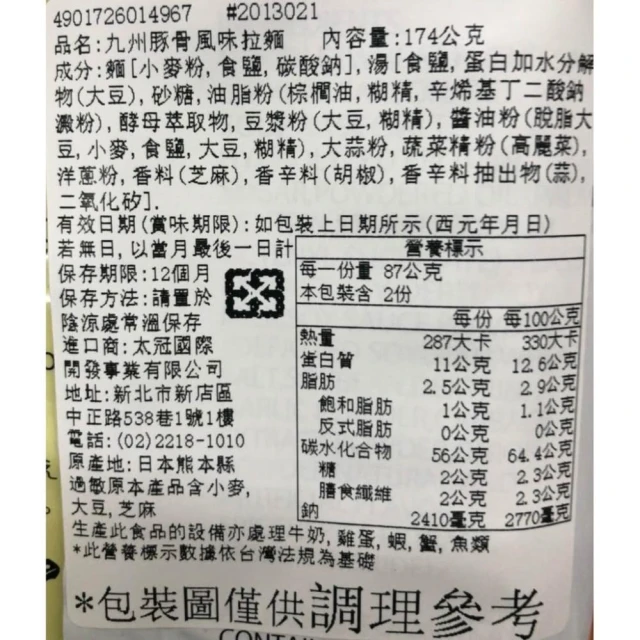 4901726014967 #2013021
品名:九州豚骨風味拉麵 內容量:174公克
成分:麵[小麥粉,食鹽,碳酸鈉],湯[食鹽,蛋白加水分解
物(大豆),砂糖,油脂粉(棕櫚油,糊精,辛烯基丁二酸鈉
澱粉),酵母萃取物,豆漿粉(大豆,糊精),醬油粉(脫脂大
豆,小麥,食鹽,大豆,糊精),大蒜粉,蔬菜精粉(高麗菜),
洋蔥粉,香料(芝麻),香辛料(胡椒),香辛料抽出物(蒜),
二氧化矽].
有效日期(賞味期限):如包裝上日期所示(西元年月日)
若無日,以當月最後一日計
保存期限:12個月
保存方法:請置於
陰涼處常溫保存
進口商:太冠國際
開發事業有限公司
地址:新北市新店區
中正路538巷1號1樓
電話:(02)2218-1010
原產地:日本熊本縣
過敏原本產品含小麥,
大豆,芝麻
營養標示
每一份量 87公克
本包裝含 2份
每份 每100公克
熱量 287大卡 330大卡
蛋白質 11公克 12.6公克
脂肪 2.5公克 2.9公克
飽和脂肪 1公克 1.1公克
反式脂肪 0公克 0公克
碳水化合物 56公克 64.4公克
糖 2公克 2.3公克
膳食纖維 2公克 2.3公克
鈉 2410毫克 2770毫克
生產此食品的設備亦處理牛奶,雞蛋,蝦,蟹,魚類
*此營養標示數據依台灣法規為基礎
*包裝圖僅供調理參考